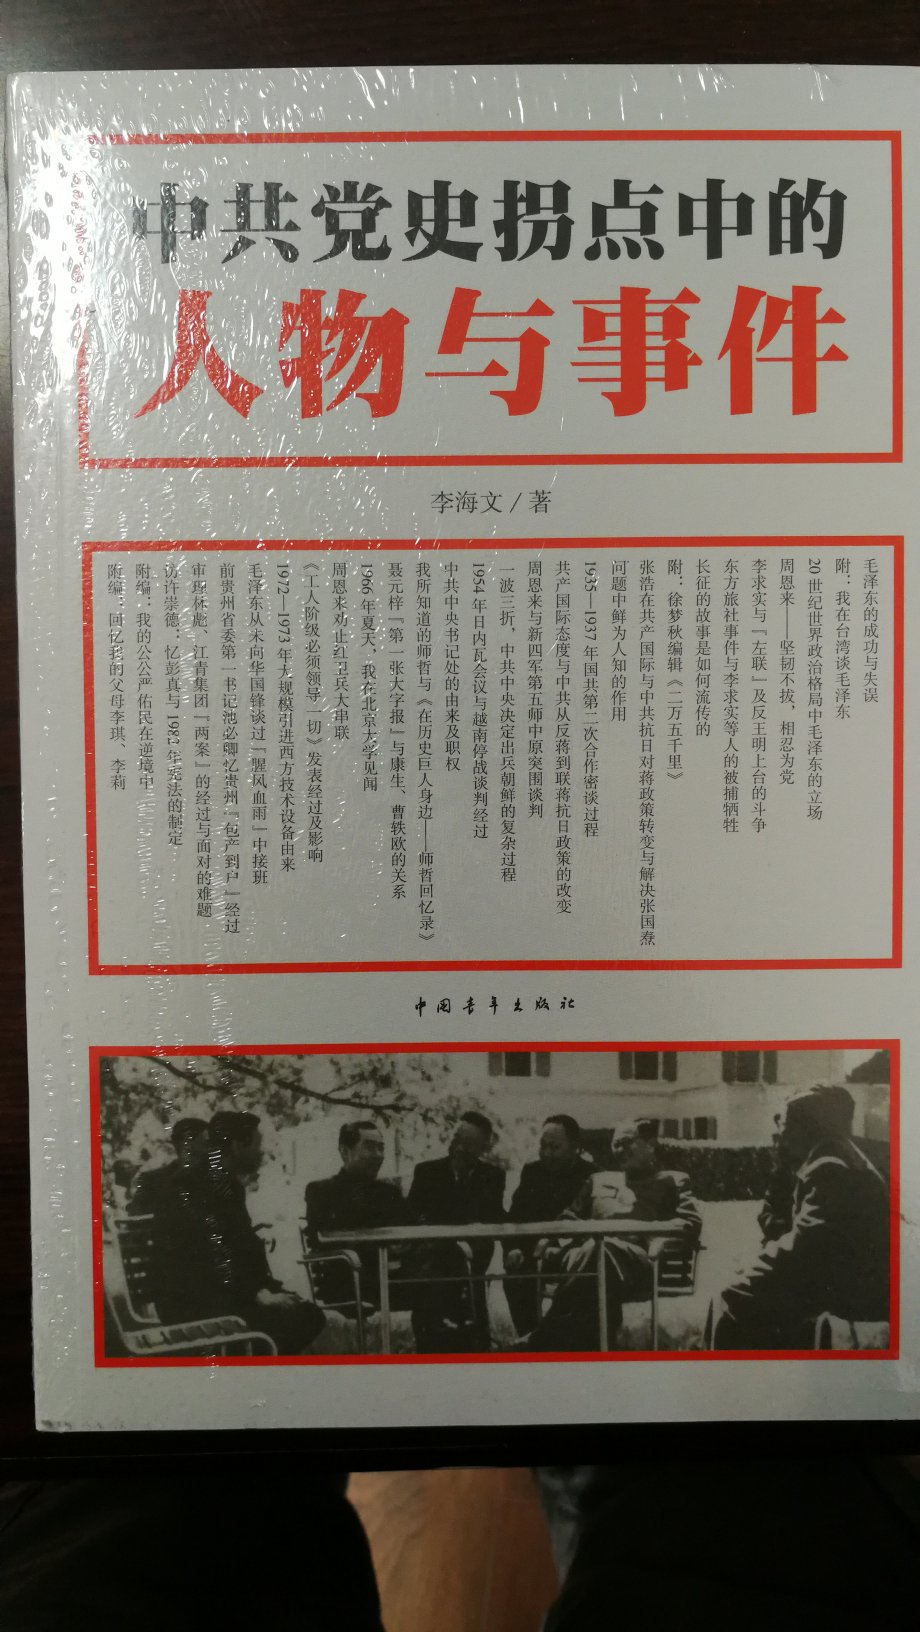 中共党史拐点中的
人物与事件
李海文/著
毛泽东的成功与失误
附：我在台湾谈毛泽东
20世纪世界政治格局中毛泽东的立场
周恩来——坚韧不拔，相忍为党
李求实与『左联』及反王明上台的斗争
东方旅社事件与李求实等人的被捕牺牲
长征的故事是如何流传的
附：徐梦秋编辑《二万五千里》
张浩在共产国际与中共抗日对蒋政策转变与解决张国焘
问题中鲜为人知的作用
1935—1937年国共第二次合作密谈过程
共产国际态度与中共从反蒋到联蒋抗日政策的改变
周恩来与新四军第五师中原突围谈判
一波三折，中共中央决定出兵朝鲜的复杂过程
1954年日内瓦会议与越南停战谈判经过
中共中央书记处的由来及职权
我所知道的师哲与《在历史巨人身边——师哲回忆录》
聂元梓『第一张大字报』与康生、曹轶欧的关系
1966年夏天，我在北京大学见闻
周恩来劝止红卫兵大串联
《工人阶级必须领导一切》发表经过及影响
1972—1973年大规模引进西方技术设备由来
毛泽东从未向华国锋谈过『腥风血雨』中接班
前贵州省委第一书记池必卿忆贵州『包产到户』经过
审理林彪、江青集团『两案』的经过与面对的难题
访许崇德：忆彭真与1982年宪法的制定
附编：我的公公严佑民在逆境中
附编：回忆我的父母李琪、李莉
中国青年出版社